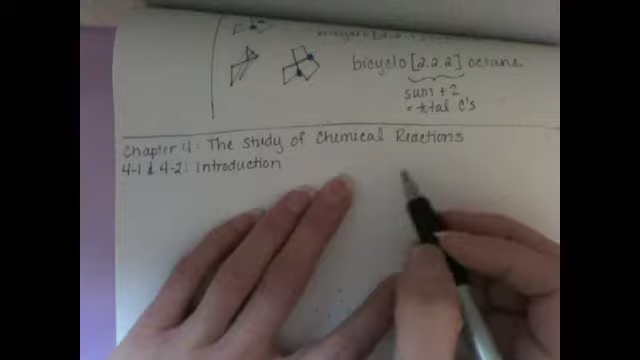 bicyclo [2.2.2] octane
sum + 2
= total C's
Chapter 4: The Study of Chemical Reactions
4-1 & 4-2: Introduction